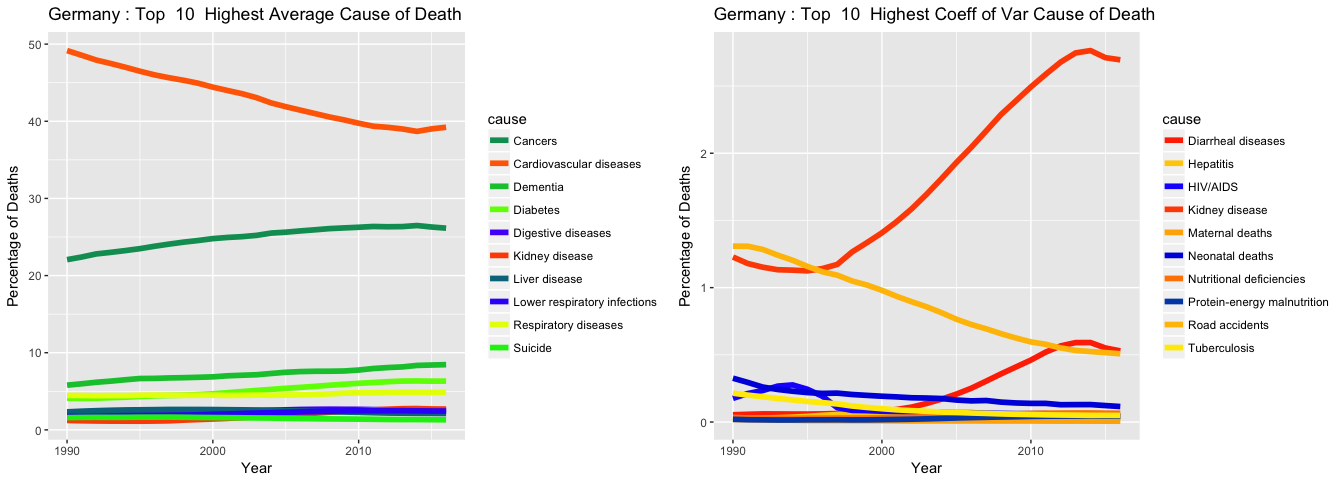 Germany : Top  10  Highest Average Cause of Death
Percentage of Deaths
50
40
30
20
10
0
1990
2000
2010
Year
cause
Cancers
Cardiovascular diseases
Dementia
Diabetes
Digestive diseases
Kidney disease
Liver disease
Lower respiratory infections
Respiratory diseases
Suicide
Germany : Top  10  Highest Coeff of Var Cause of Death
Percentage of Deaths
2
1
0
1990
2000
2010
Year
cause
Diarrheal diseases
Hepatitis
HIV/AIDS
Kidney disease
Maternal deaths
Neonatal deaths
Nutritional deficiencies
Protein-energy malnutrition
Road accidents
Tuberculosis